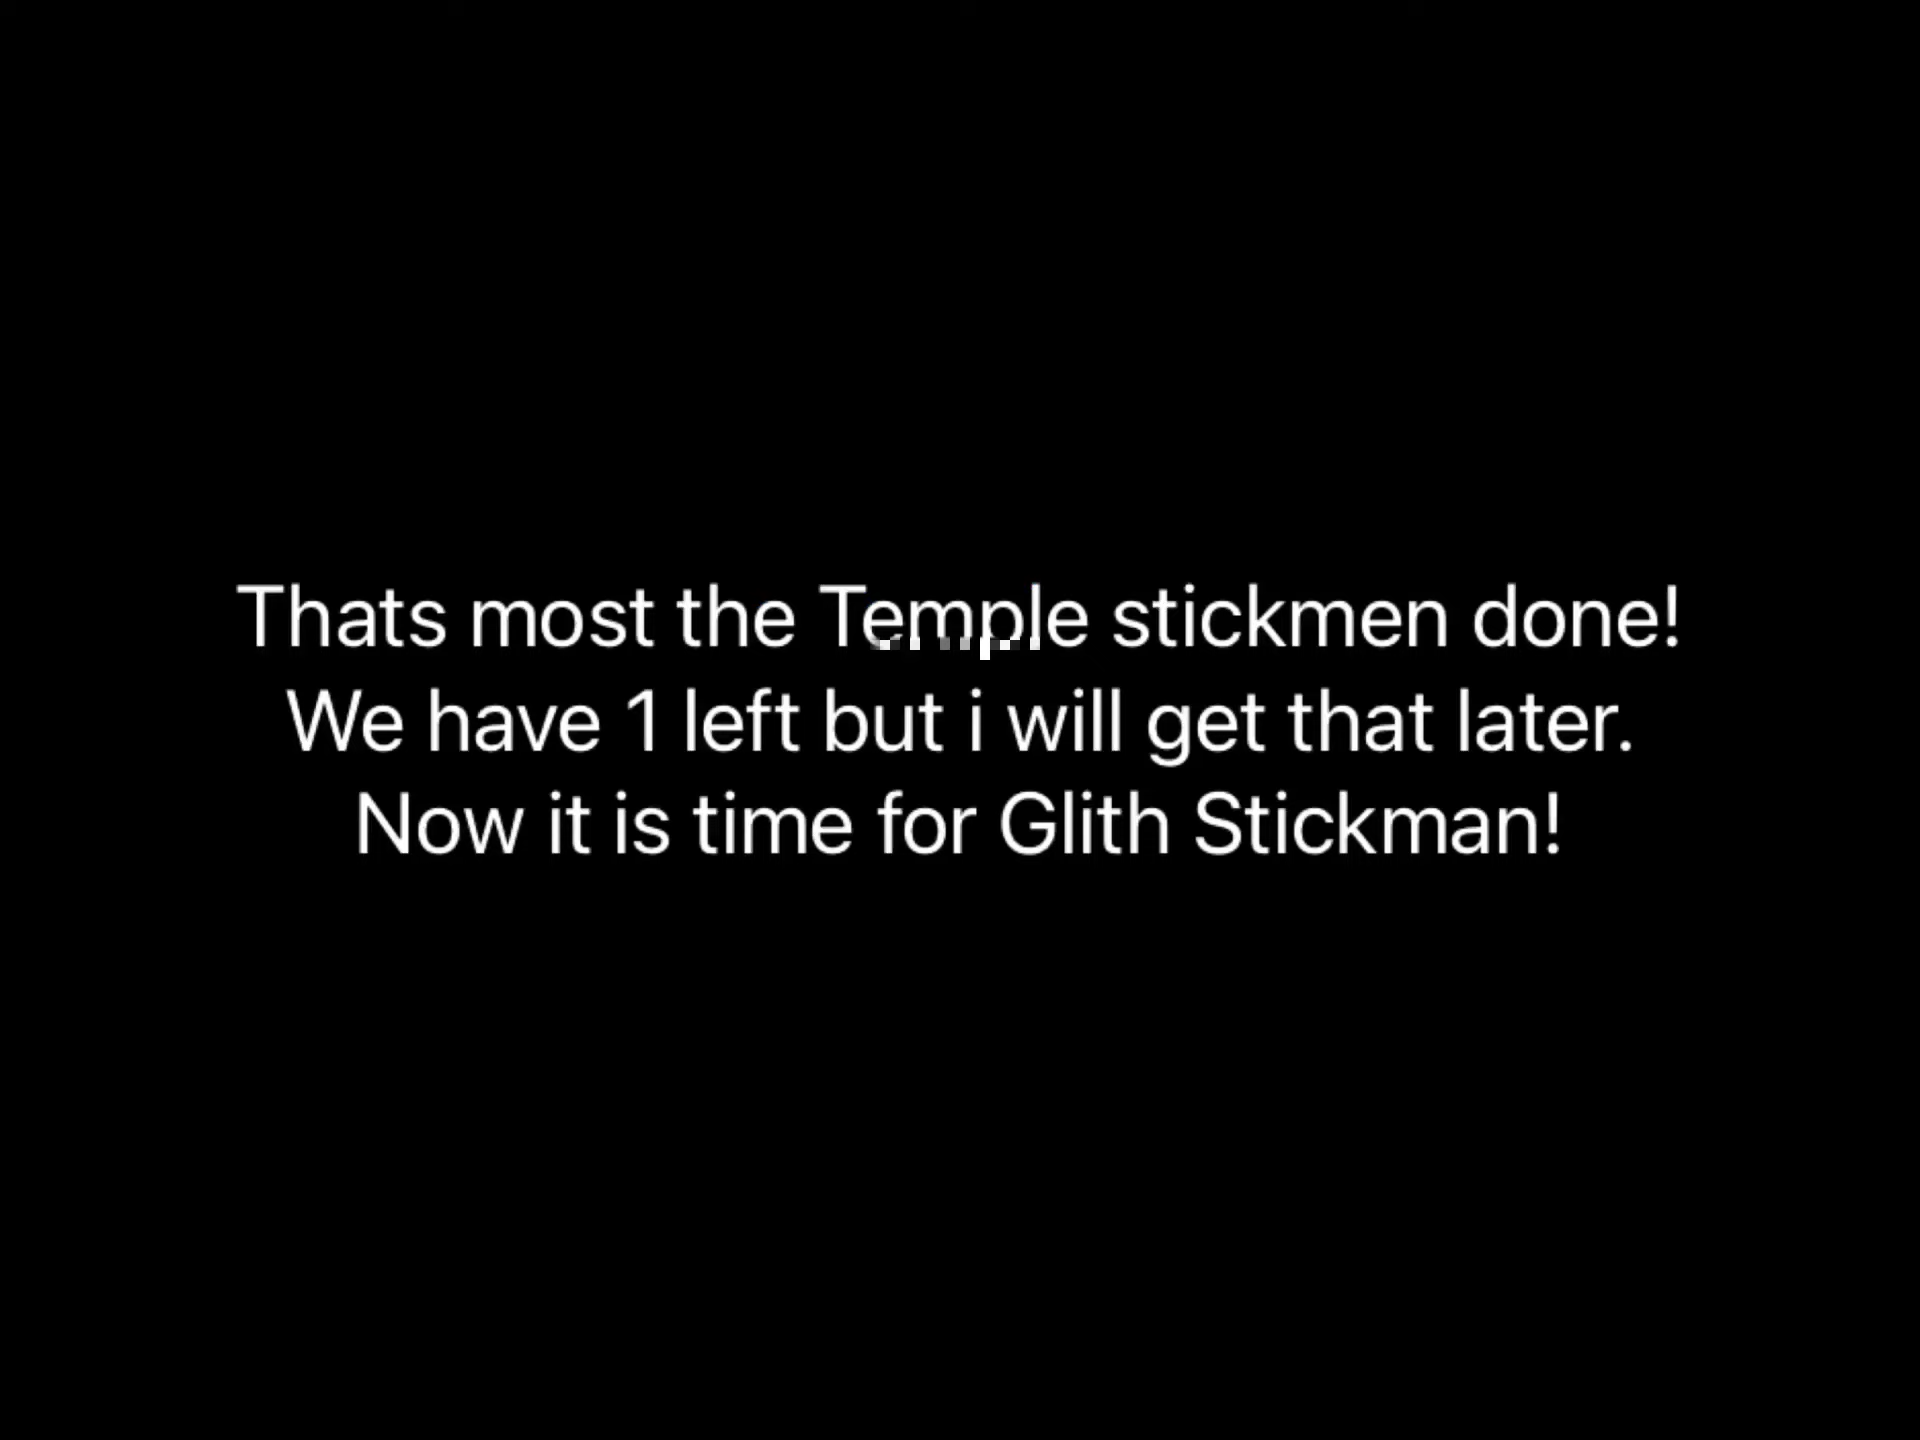 Thats most the Temple stickmen done!
We have 1 left but i will get that later.
Now it is time for Glith Stickman!